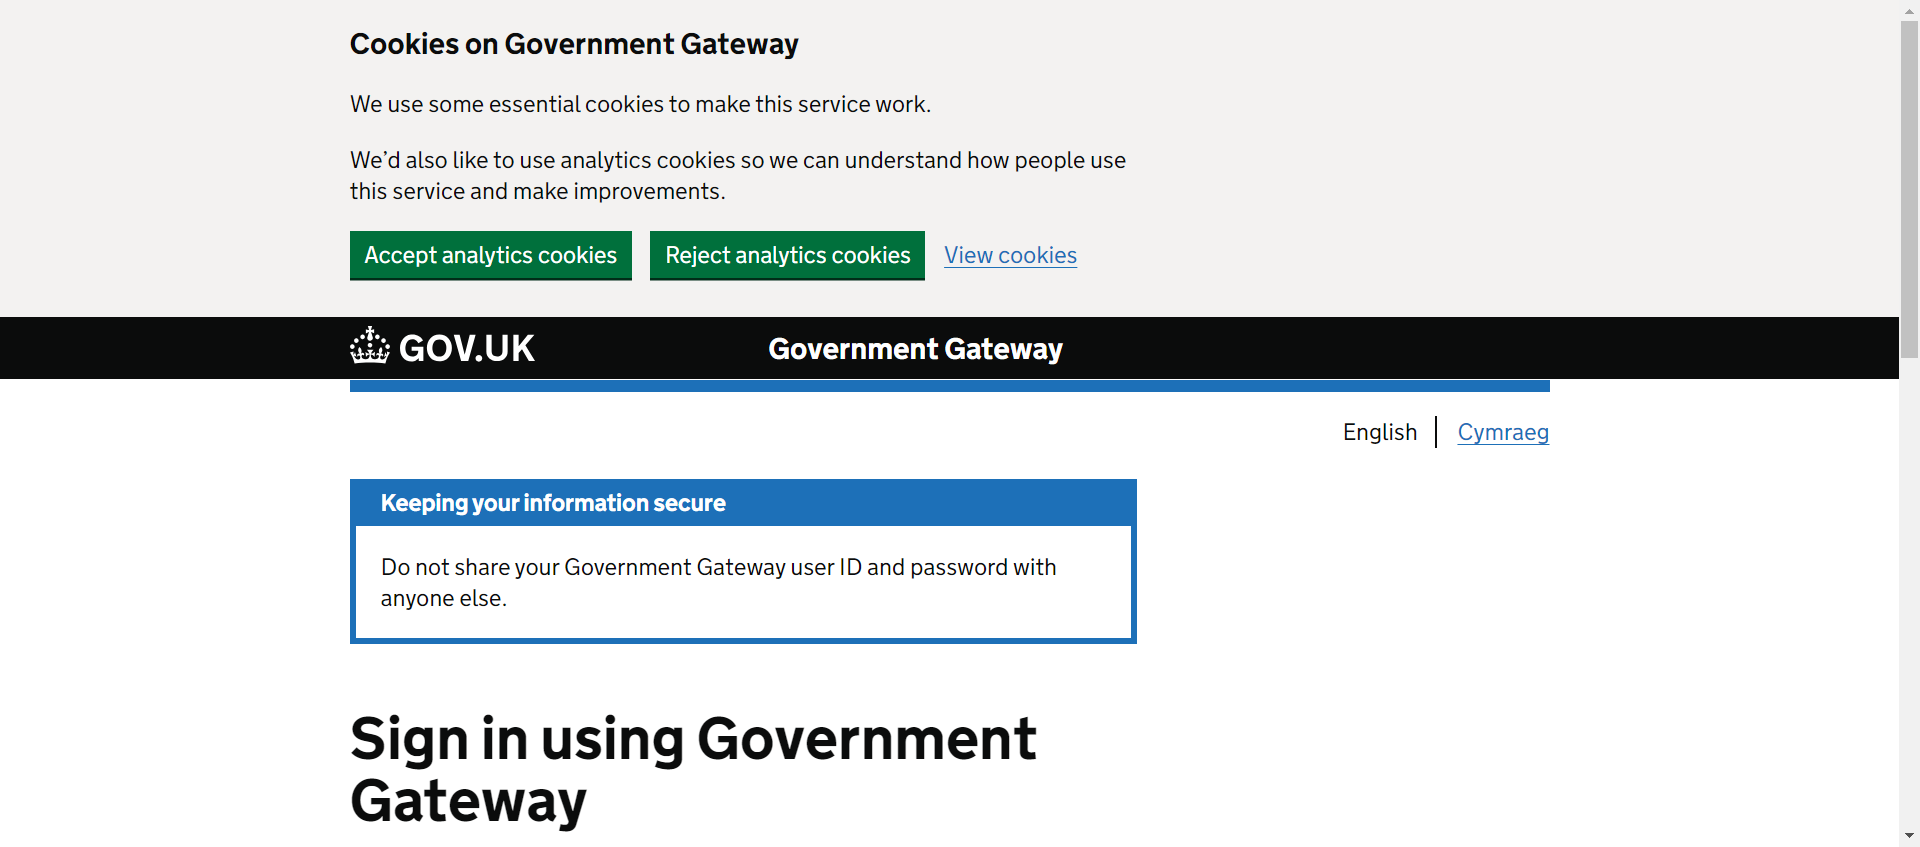 Cookies on Government Gateway
We use some essential cookies to make this service work.
We’d also like to use analytics cookies so we can understand how people use
this service and make improvements.
Accept analytics cookies
Reject analytics cookies
View cookies
GOV.UK
Government Gateway
English
Cymraeg
Keeping your information secure
Do not share your Government Gateway user ID and password with
anyone else.
Sign in using Government
Gateway